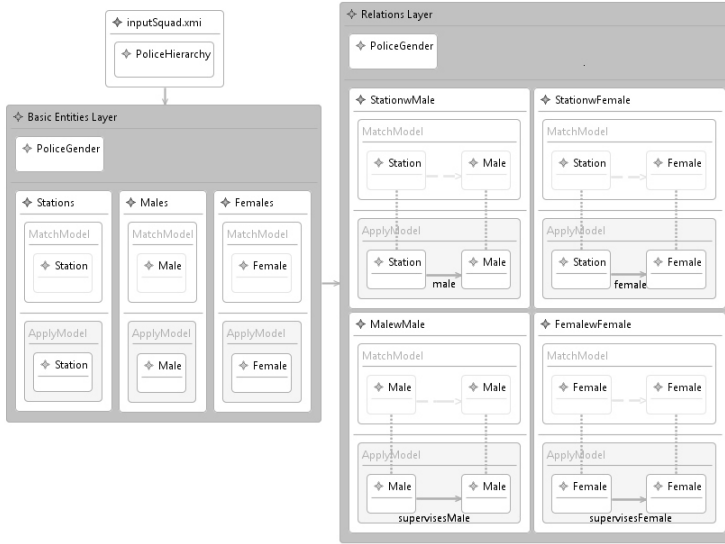 inputSquad.xmi
PoliceHierarchy
Basic Entities Layer
PoliceGender
Stations
MatchModel
Station
ApplyModel
Station
Males
MatchModel
Male
ApplyModel
Male
Females
MatchModel
Female
ApplyModel
Female
Relations Layer
PoliceGender
StationwMale
MatchModel
Station
Male
ApplyModel
Station
Male
male
StationwFemale
MatchModel
Station
Female
ApplyModel
Station
Female
female
MalewMale
MatchModel
Male
Male
ApplyModel
Male
Male
supervisesMale
FemalewFemale
MatchModel
Female
Female
ApplyModel
Female
Female
supervisesFemale